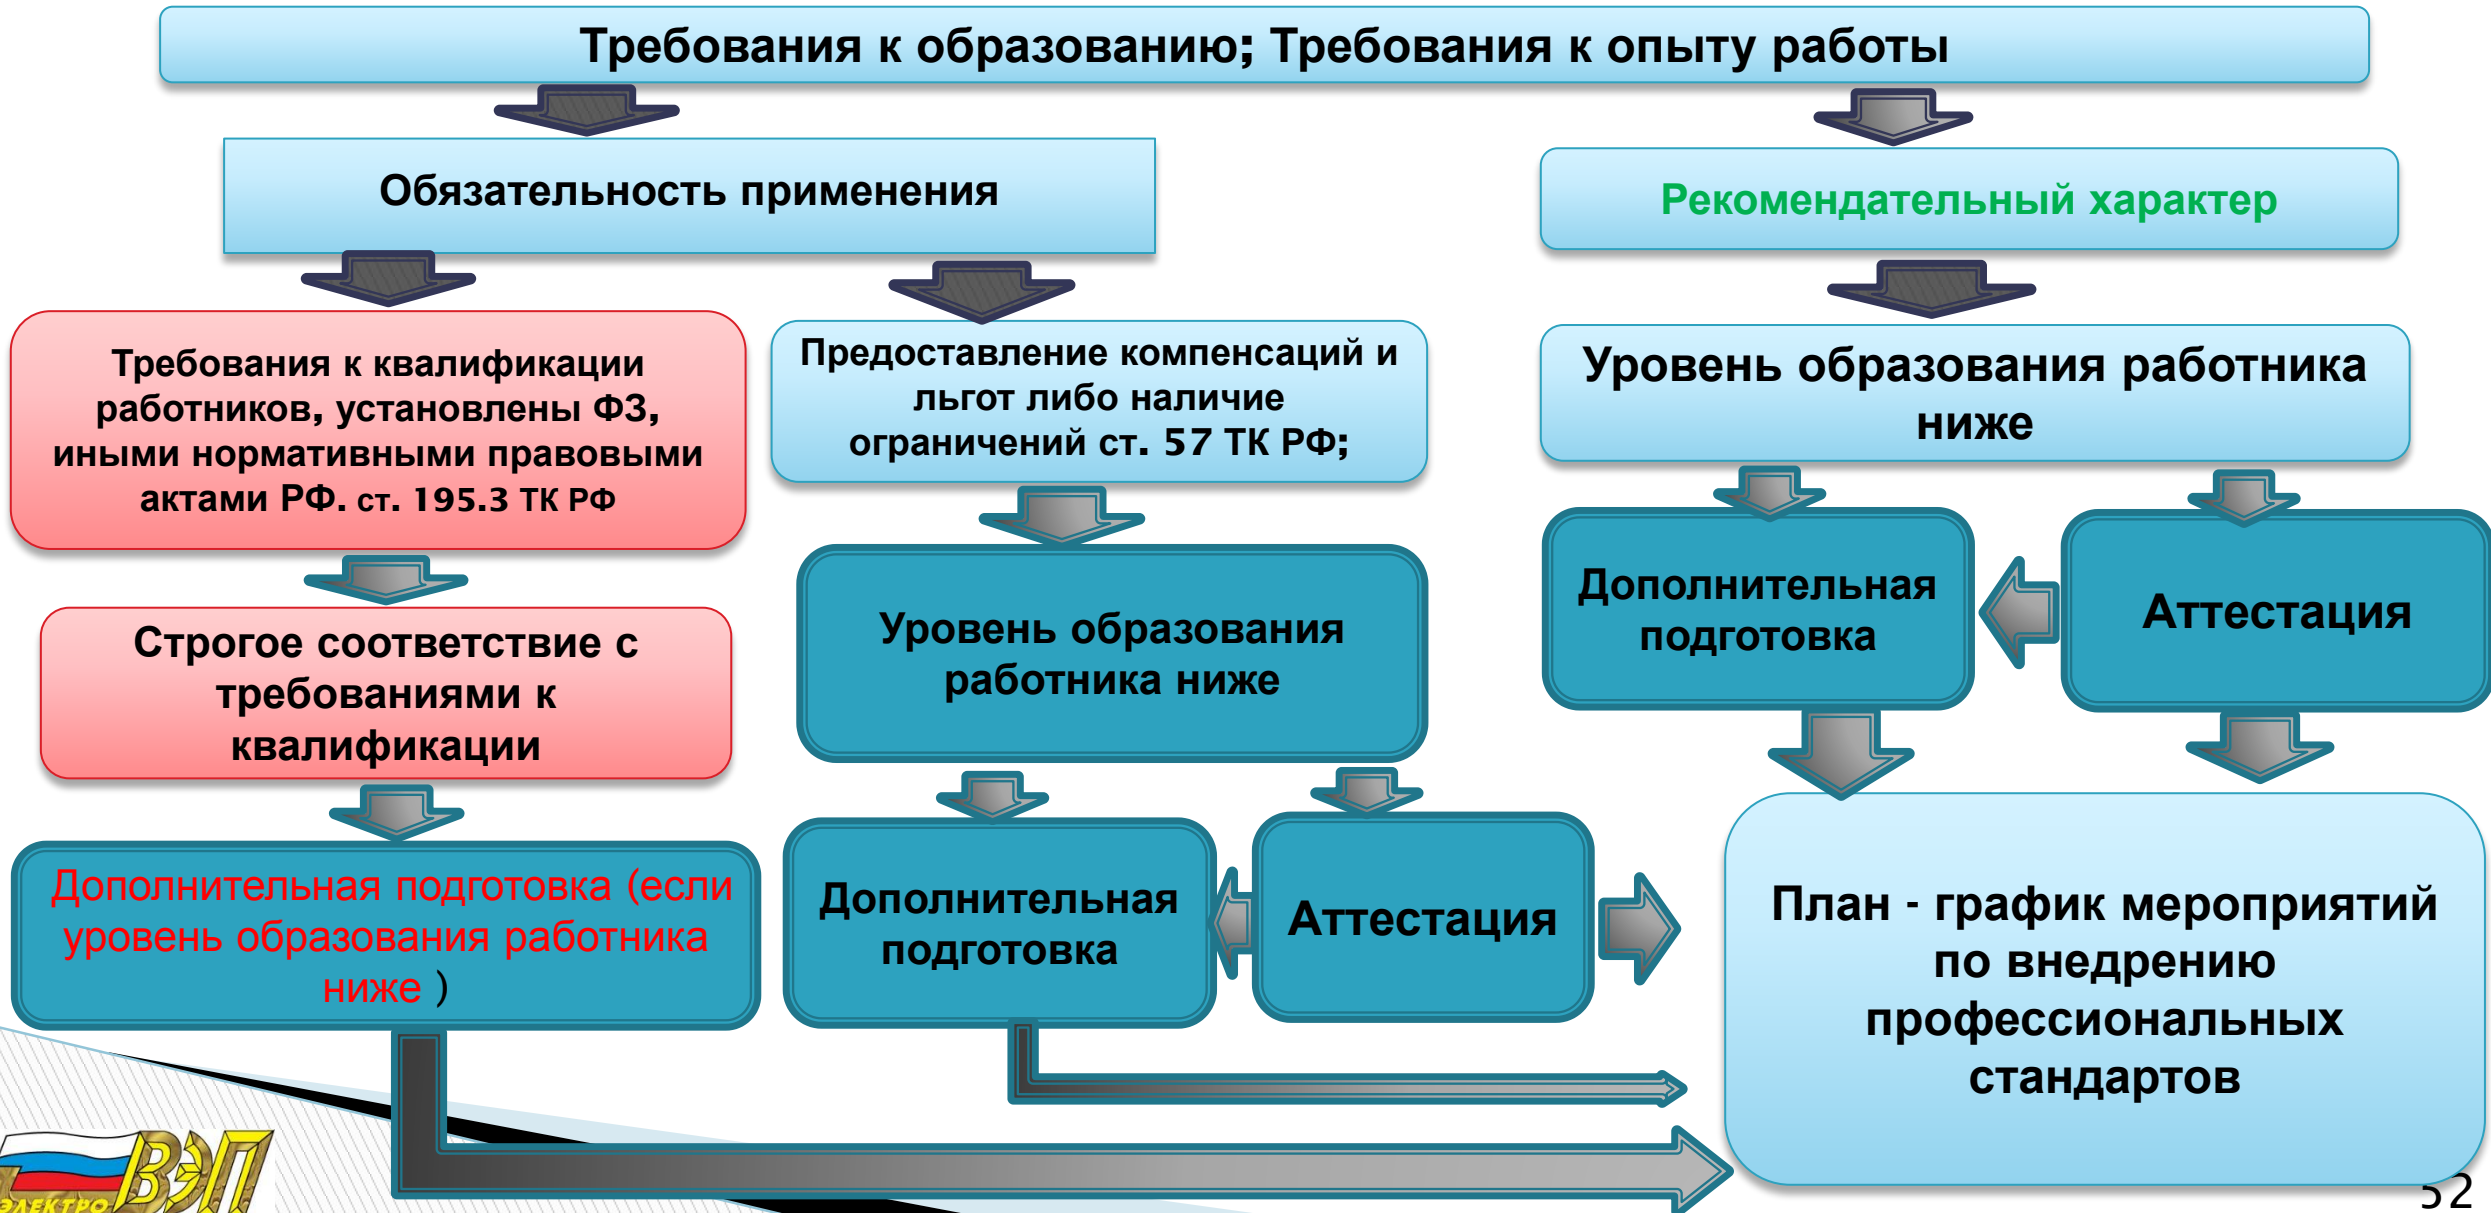 Требования к образованию; Требования к опыту работы
Обязательность применения
Рекомендательный характер
Требования к квалификации
работников, установлены ФЗ,
иными нормативными правовыми
актами РФ. ст. 195.3 ТК РФ
Предоставление компенсаций и
льгот либо наличие
ограничений ст. 57 ТК РФ;
Уровень образования работника
ниже
Строгое соответствие с
требованиями к
квалификации
Уровень образования
работника ниже
Дополнительная
подготовка
Аттестация
Дополнительная подготовка (если
уровень образования работника
ниже )
Дополнительная
подготовка
Аттестация
План - график мероприятий
по внедрению
профессиональных
стандартов
ВЭП
ЭЛЕКТРО
52